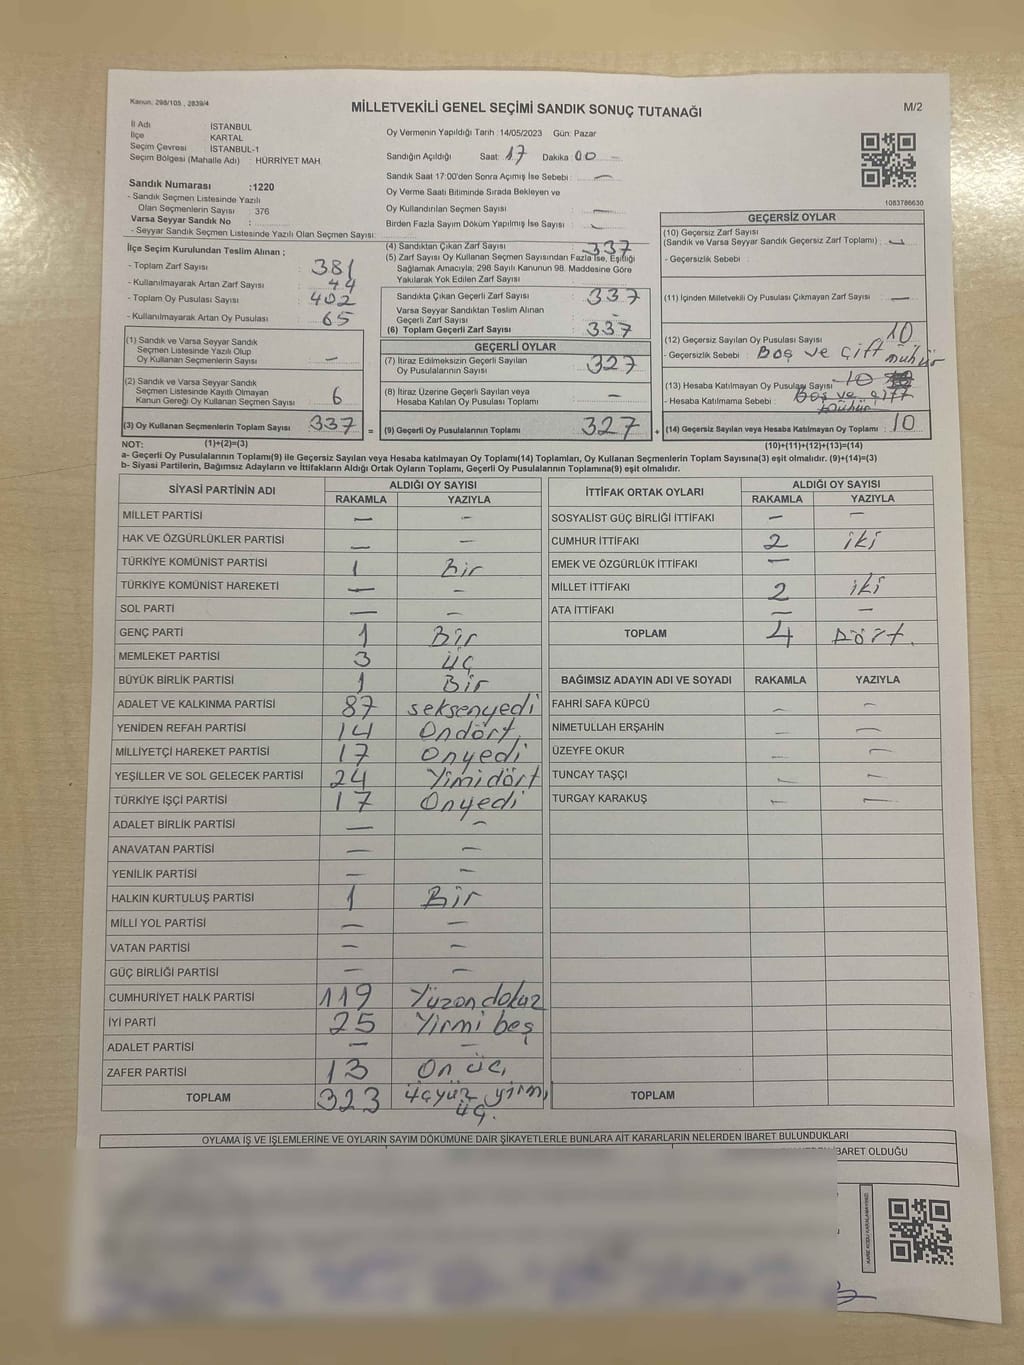 Kanun. 298/105 , 2839/4
MİLLETVEKİLİ GENEL SEÇİMİ SANDIK SONUÇ TUTANAĞI
M/2
İl Adı İSTANBUL
İlçe KARTAL
Seçim Çevresi İSTANBUL-1
Seçim Bölgesi (Mahalle Adı) : HÜRRİYET MAH.
Sandık Numarası :1220
- Sandık Seçmen Listesinde Yazılı
Olan Seçmenlerin Sayısı 376
Varsa Seyyar Sandık No :
- Seyyar Sandık Seçmen Listesinde Yazılı Olan Seçmen Sayısı:
Oy Vermenin Yapıldığı Tarih :14/05/2023 Gün: Pazar
Sandığın Açıldığı Saat: 17 Dakika: 00 —
Sandık Saat 17:00'den Sonra Açımış İse Sebebi : —
Oy Verme Saati Bitiminde Sırada Bekleyen ve
Oy Kullandırılan Seçmen Sayısı : —
Birden Fazla Sayım Döküm Yapılmış İse Sayısı : —
1083786630
İlçe Seçim Kurulundan Teslim Alınan ;
- Toplam Zarf Sayısı : 381
- Kullanılmayarak Artan Zarf Sayısı : 44
- Toplam Oy Pusulası Sayısı : 402
- Kullanılmayarak Artan Oy Pusulası : 65
(1) Sandık ve Varsa Seyyar Sandık
Seçmen Listesinde Yazılı Olup
Oy Kullanan Seçmenlerin Sayısı : —
(2) Sandık ve Varsa Seyyar Sandık
Seçmen Listesinde Kayıtlı Olmayan
Kanun Gereği Oy Kullanan Seçmen Sayısı : 6
(3) Oy Kullanan Seçmenlerin Toplam Sayısı : 337
(4) Sandıktan Çıkan Zarf Sayısı : 337
(5) Zarf Sayısı Oy Kullanan Seçmen Sayısından Fazla İse, Eşitliği
Sağlamak Amacıyla; 298 Sayılı Kanunun 98. Maddesine Göre
Yakılarak Yok Edilen Zarf Sayısı :
Sandıkta Çıkan Geçerli Zarf Sayısı : 337
Varsa Seyyar Sandıktan Teslim Alınan
Geçerli Zarf Sayısı : -
(6) Toplam Geçerli Zarf Sayısı : 337
GEÇERLİ OYLAR
(7) İtiraz Edilmeksizin Geçerli Sayılan
Oy Pusulalarının Sayısı : 327
(8) İtiraz Üzerine Geçerli Sayılan veya
Hesaba Katılan Oy Pusulası Toplamı : —
= (9) Geçerli Oy Pusulalarının Toplamı : 327
GEÇERSİZ OYLAR
(10) Geçersiz Zarf Sayısı
(Sandık ve Varsa Seyyar Sandık Geçersiz Zarf Toplamı) : —
- Geçersizlik Sebebi :
(11) İçinden Milletvekili Oy Pusulası Çıkmayan Zarf Sayısı : —
(12) Geçersiz Sayılan Oy Pusulası Sayısı : 10
- Geçersizlik Sebebi : Boş ve çift mühür
(13) Hesaba Katılmayan Oy Pusulası Sayısı : 10
- Hesaba Katılmama Sebebi : Boş ve çift
mühür
+ (14) Geçersiz Sayılan veya Hesaba Katılmayan Oy Toplamı : 10
NOT: (1)+(2)=(3)
(10)+(11)+(12)+(13)=(14)
a- Geçerli Oy Pusulalarının Toplamı(9) ile Geçersiz Sayılan veya Hesaba Katılmayan Oy Toplamı(14) Toplamları, Oy Kullanan Seçmenlerin Toplam Sayısına(3) eşit olmalıdır. (9)+(14)=(3)
b- Siyasi Partilerin, Bağımsız Adayların ve İttifakların Aldığı Ortak Oyların Toplamı, Geçerli Oy Pusulalarının Toplamına(9) eşit olmalıdır.
SİYASİ PARTİNİN ADI ALDIĞI OY SAYISI
RAKAMLA YAZIYLA
MİLLET PARTİSİ — —
HAK VE ÖZGÜRLÜKLER PARTİSİ — —
TÜRKİYE KOMÜNİST PARTİSİ 1 Bir
TÜRKİYE KOMÜNİST HAREKETİ — —
SOL PARTİ — —
GENÇ PARTİ 1 Bir
MEMLEKET PARTİSİ 3 üç
BÜYÜK BİRLİK PARTİSİ 1 Bir
ADALET VE KALKINMA PARTİSİ 87 seksenyedi
YENİDEN REFAH PARTİSİ 14 Ondört
MİLLİYETÇİ HAREKET PARTİSİ 17 Onyedi
YEŞİLLER VE SOL GELECEK PARTİSİ 24 Yimidört
TÜRKİYE İŞÇİ PARTİSİ 17 Onyedi
ADALET BİRLİK PARTİSİ — —
ANAVATAN PARTİSİ — —
YENİLİK PARTİSİ — —
HALKIN KURTULUŞ PARTİSİ 1 Bir
MİLLİ YOL PARTİSİ — —
VATAN PARTİSİ — —
GÜÇ BİRLİĞİ PARTİSİ — —
CUMHURİYET HALK PARTİSİ 119 Yüzondokuz
İYİ PARTİ 25 Yirmi beş
ADALET PARTİSİ — —
ZAFER PARTİSİ 13 On üç
TOPLAM 323 üçyüz yirmi
üç.
İTTİFAK ORTAK OYLARI ALDIĞI OY SAYISI
RAKAMLA YAZIYLA
SOSYALİST GÜÇ BİRLİĞİ İTTİFAKI — —
CUMHUR İTTİFAKI 2 iki
EMEK VE ÖZGÜRLÜK İTTİFAKI —
MİLLET İTTİFAKI 2 iki
ATA İTTİFAKI — —
TOPLAM 4 Dört.
BAĞIMSIZ ADAYIN ADI VE SOYADI RAKAMLA YAZIYLA
FAHRİ SAFA KÜPCÜ — —
NİMETULLAH ERŞAHİN — —
ÜZEYFE OKUR — —
TUNCAY TAŞÇI — —
TURGAY KARAKUŞ — —
TOPLAM
OYLAMA İŞ VE İŞLEMLERİNE VE OYLARIN SAYIM DÖKÜMÜNE DAİR ŞİKAYETLERLE BUNLARA AİT KARARLARIN NELERDEN İBARET BULUNDUKLARI
İBARET OLDUĞU
KARE KODU KARALAMAYINIZ!